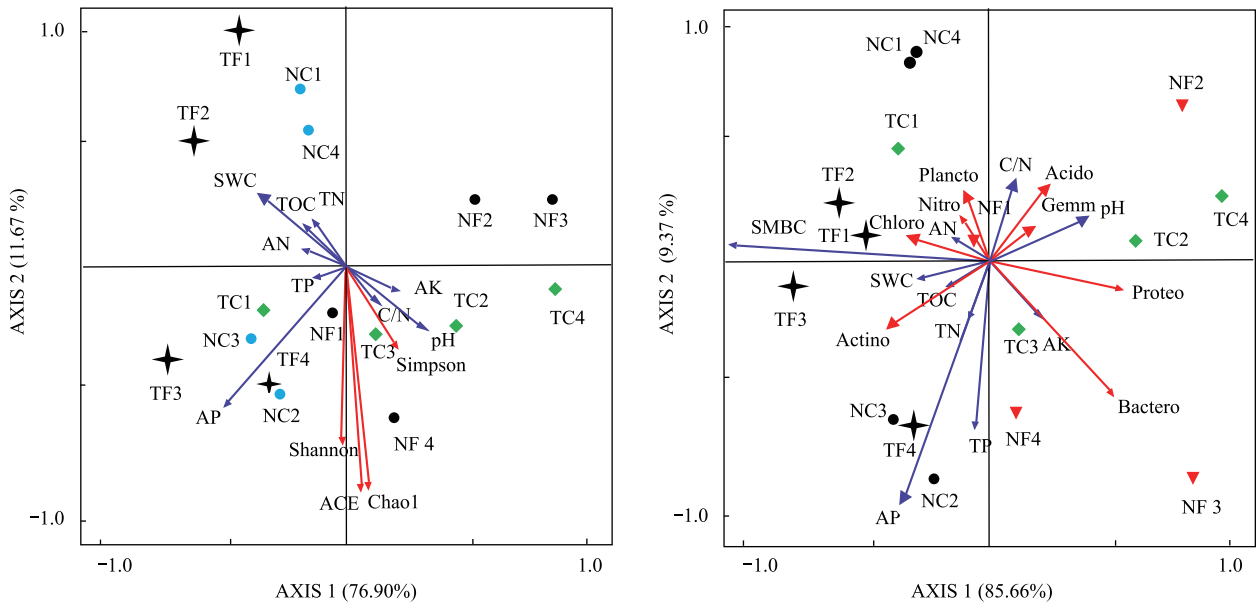 1.0
TF1
NC1
TF2
NC4
SWC
TOC TN
AN
NF2
NF3
TP
AK
TC1
C/N
TC2
TC4
NF1
pH
NC3
TF4
TC3
Simpson
TF3
AP
NC2
NF 4
Shannon
ACE
Chao1
−1.0
−1.0
1.0
AXIS 1 (76.90%)
AXIS 2 (11.67 %)
1.0
NC1
NC4
NF2
TC1
C/N
Plancto
Acido
TF2
Nitro
NF1
Gemm pH
TC4
SMBC
TF1
Chloro
AN
TC2
SWC
TOC
Proteo
TF3
Actino
TN
TC3
AK
NC3
Bactero
TF4
TP
NF4
NC2
NF 3
AP
−1.0
−1.0
1.0
AXIS 1 (85.66%)
AXIS 2 (9.37 %)